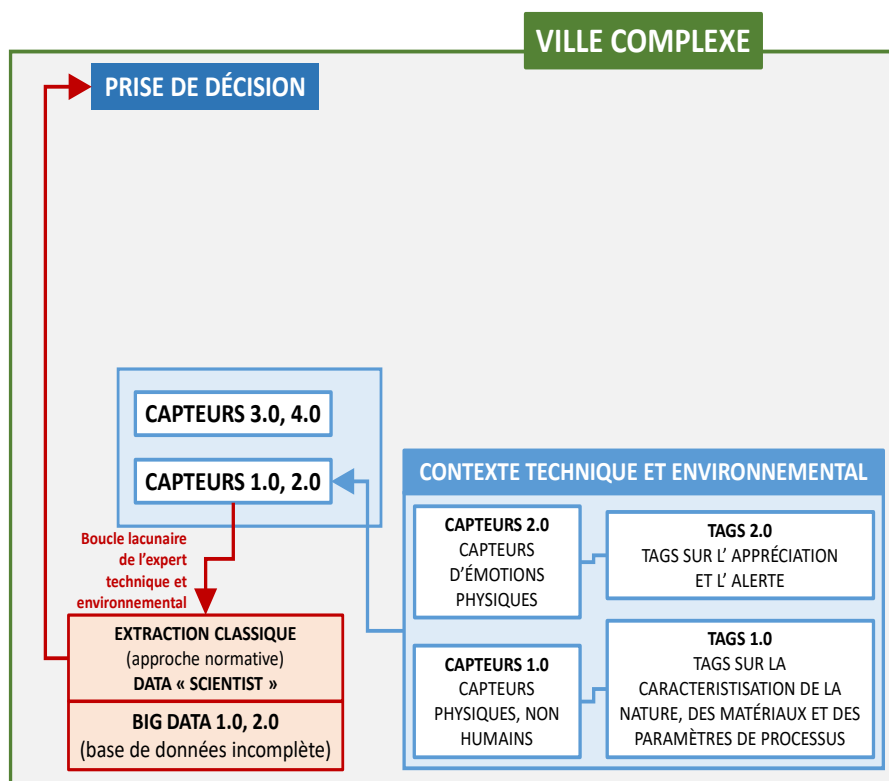 VILLE COMPLEXE
PRISE DE DÉCISION
CAPTEURS 3.0, 4.0
CAPTEURS 1.0, 2.0
Boucle lacunaire
de l'expert
technique et
environnemental
EXTRACTION CLASSIQUE
(approche normative)
DATA « SCIENTIST »
BIG DATA 1.0, 2.0
(base de données incomplète)
CONTEXTE TECHNIQUE ET ENVIRONNEMENTAL
CAPTEURS 2.0
CAPTEURS
D'ÉMOTIONS
PHYSIQUES
TAGS 2.0
TAGS SUR L' APPRÉCIATION
ET L' ALERTE
CAPTEURS 1.0
CAPTEURS
PHYSIQUES, NON
HUMAINS
TAGS 1.0
TAGS SUR LA
CARACTERISTISATION DE LA
NATURE, DES MATÉRIAUX ET DES
PARAMÈTRES DE PROCESSUS